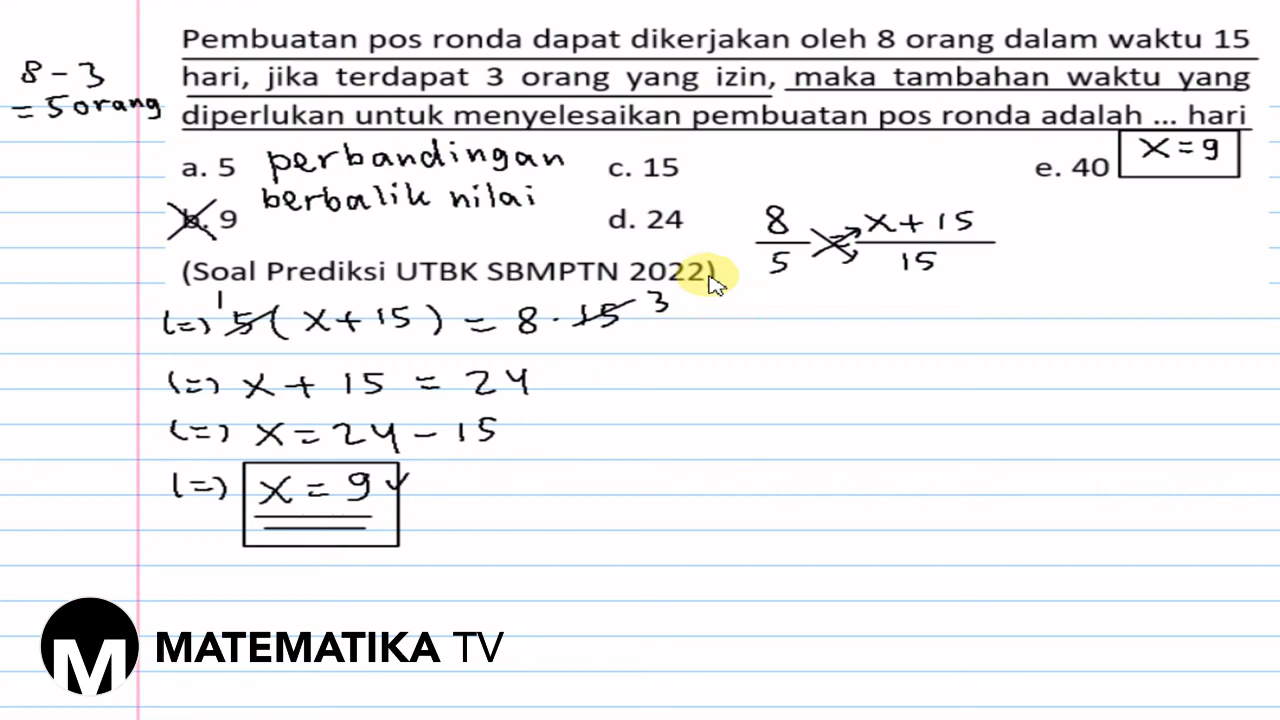 8 - 3
= 5 orang
Pembuatan pos ronda dapat dikerjakan oleh 8 orang dalam waktu 15
hari, jika terdapat 3 orang yang izin, maka tambahan waktu yang
diperlukan untuk menyelesaikan pembuatan pos ronda adalah ... hari
x = 9
perbandingan
berbalik nilai
a. 5
c. 15
e. 40
b. 9
d. 24
(Soal Prediksi UTBK SBMPTN 2022)
8 x + 15
5 = 15
(=) 5 ( x + 15 ) = 8 . 15
1 3
(=) x + 15 = 24
(=) x = 24 - 15
(=) x = 9 ✓
M MATEMATIKA TV